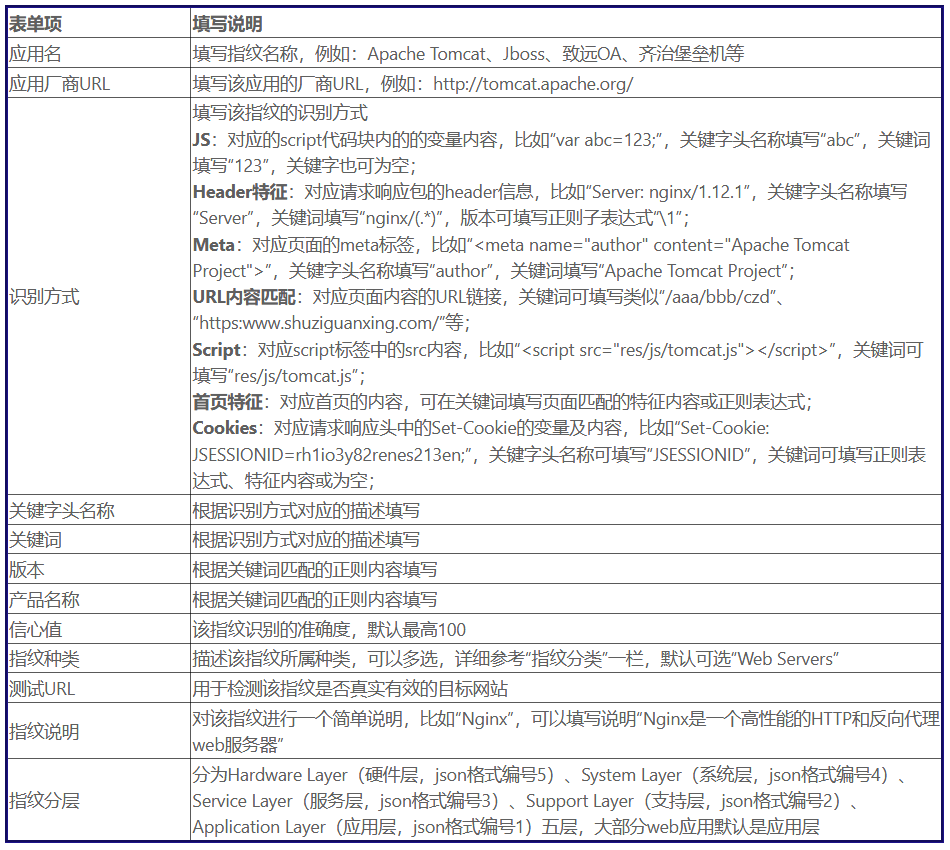 表单项 填写说明
应用名 填写指纹名称，例如：Apache Tomcat、Jboss、致远OA、齐治堡垒机等
应用厂商URL 填写该应用的厂商URL，例如：http://tomcat.apache.org/
识别方式 填写该指纹的识别方式
JS：对应的script代码块内的的变量内容，比如“var abc=123;”，关键字头名称填写“abc”，关键词
填写“123”，关键字也可为空；
Header特征：对应请求响应包的header信息，比如“Server: nginx/1.12.1”，关键字头名称填写
“Server”，关键词填写“nginx/(.*)”，版本可填写正则子表达式“\1”；
Meta：对应页面的meta标签，比如“<meta name="author" content="Apache Tomcat
Project">”，关键字头名称填写“author”，关键词填写“Apache Tomcat Project”；
URL内容匹配：对应页面内容的URL链接，关键词可填写类似“/aaa/bbb/czd”、
“https:www.shuziguanxing.com/”等；
Script：对应script标签中的src内容，比如“<script src="res/js/tomcat.js"></script>”，关键词可
填写“res/js/tomcat.js”；
首页特征：对应首页的内容，可在关键词填写页面匹配的特征内容或正则表达式；
Cookies：对应请求响应头中的Set-Cookie的变量及内容，比如“Set-Cookie:
JSESSIONID=rh1io3y82renes213en;”，关键字头名称可填写“JSESSIONID”，关键词可填写正则表
达式、特征内容或为空；
关键字头名称 根据识别方式对应的描述填写
关键词 根据识别方式对应的描述填写
版本 根据关键词匹配的正则内容填写
产品名称 根据关键词匹配的正则内容填写
信心值 该指纹识别的准确度，默认最高100
指纹种类 描述该指纹所属种类，可以多选，详细参考“指纹分类”一栏，默认可选“Web Servers”
测试URL 用于检测该指纹是否真实有效的目标网站
指纹说明 对该指纹进行一个简单说明，比如“Nginx”，可以填写说明“Nginx是一个高性能的HTTP和反向代理
web服务器”
指纹分层 分为Hardware Layer（硬件层，json格式编号5）、System Layer（系统层，json格式编号4）、
Service Layer（服务层，json格式编号3）、Support Layer（支持层，json格式编号2）、
Application Layer（应用层，json格式编号1）五层，大部分web应用默认是应用层